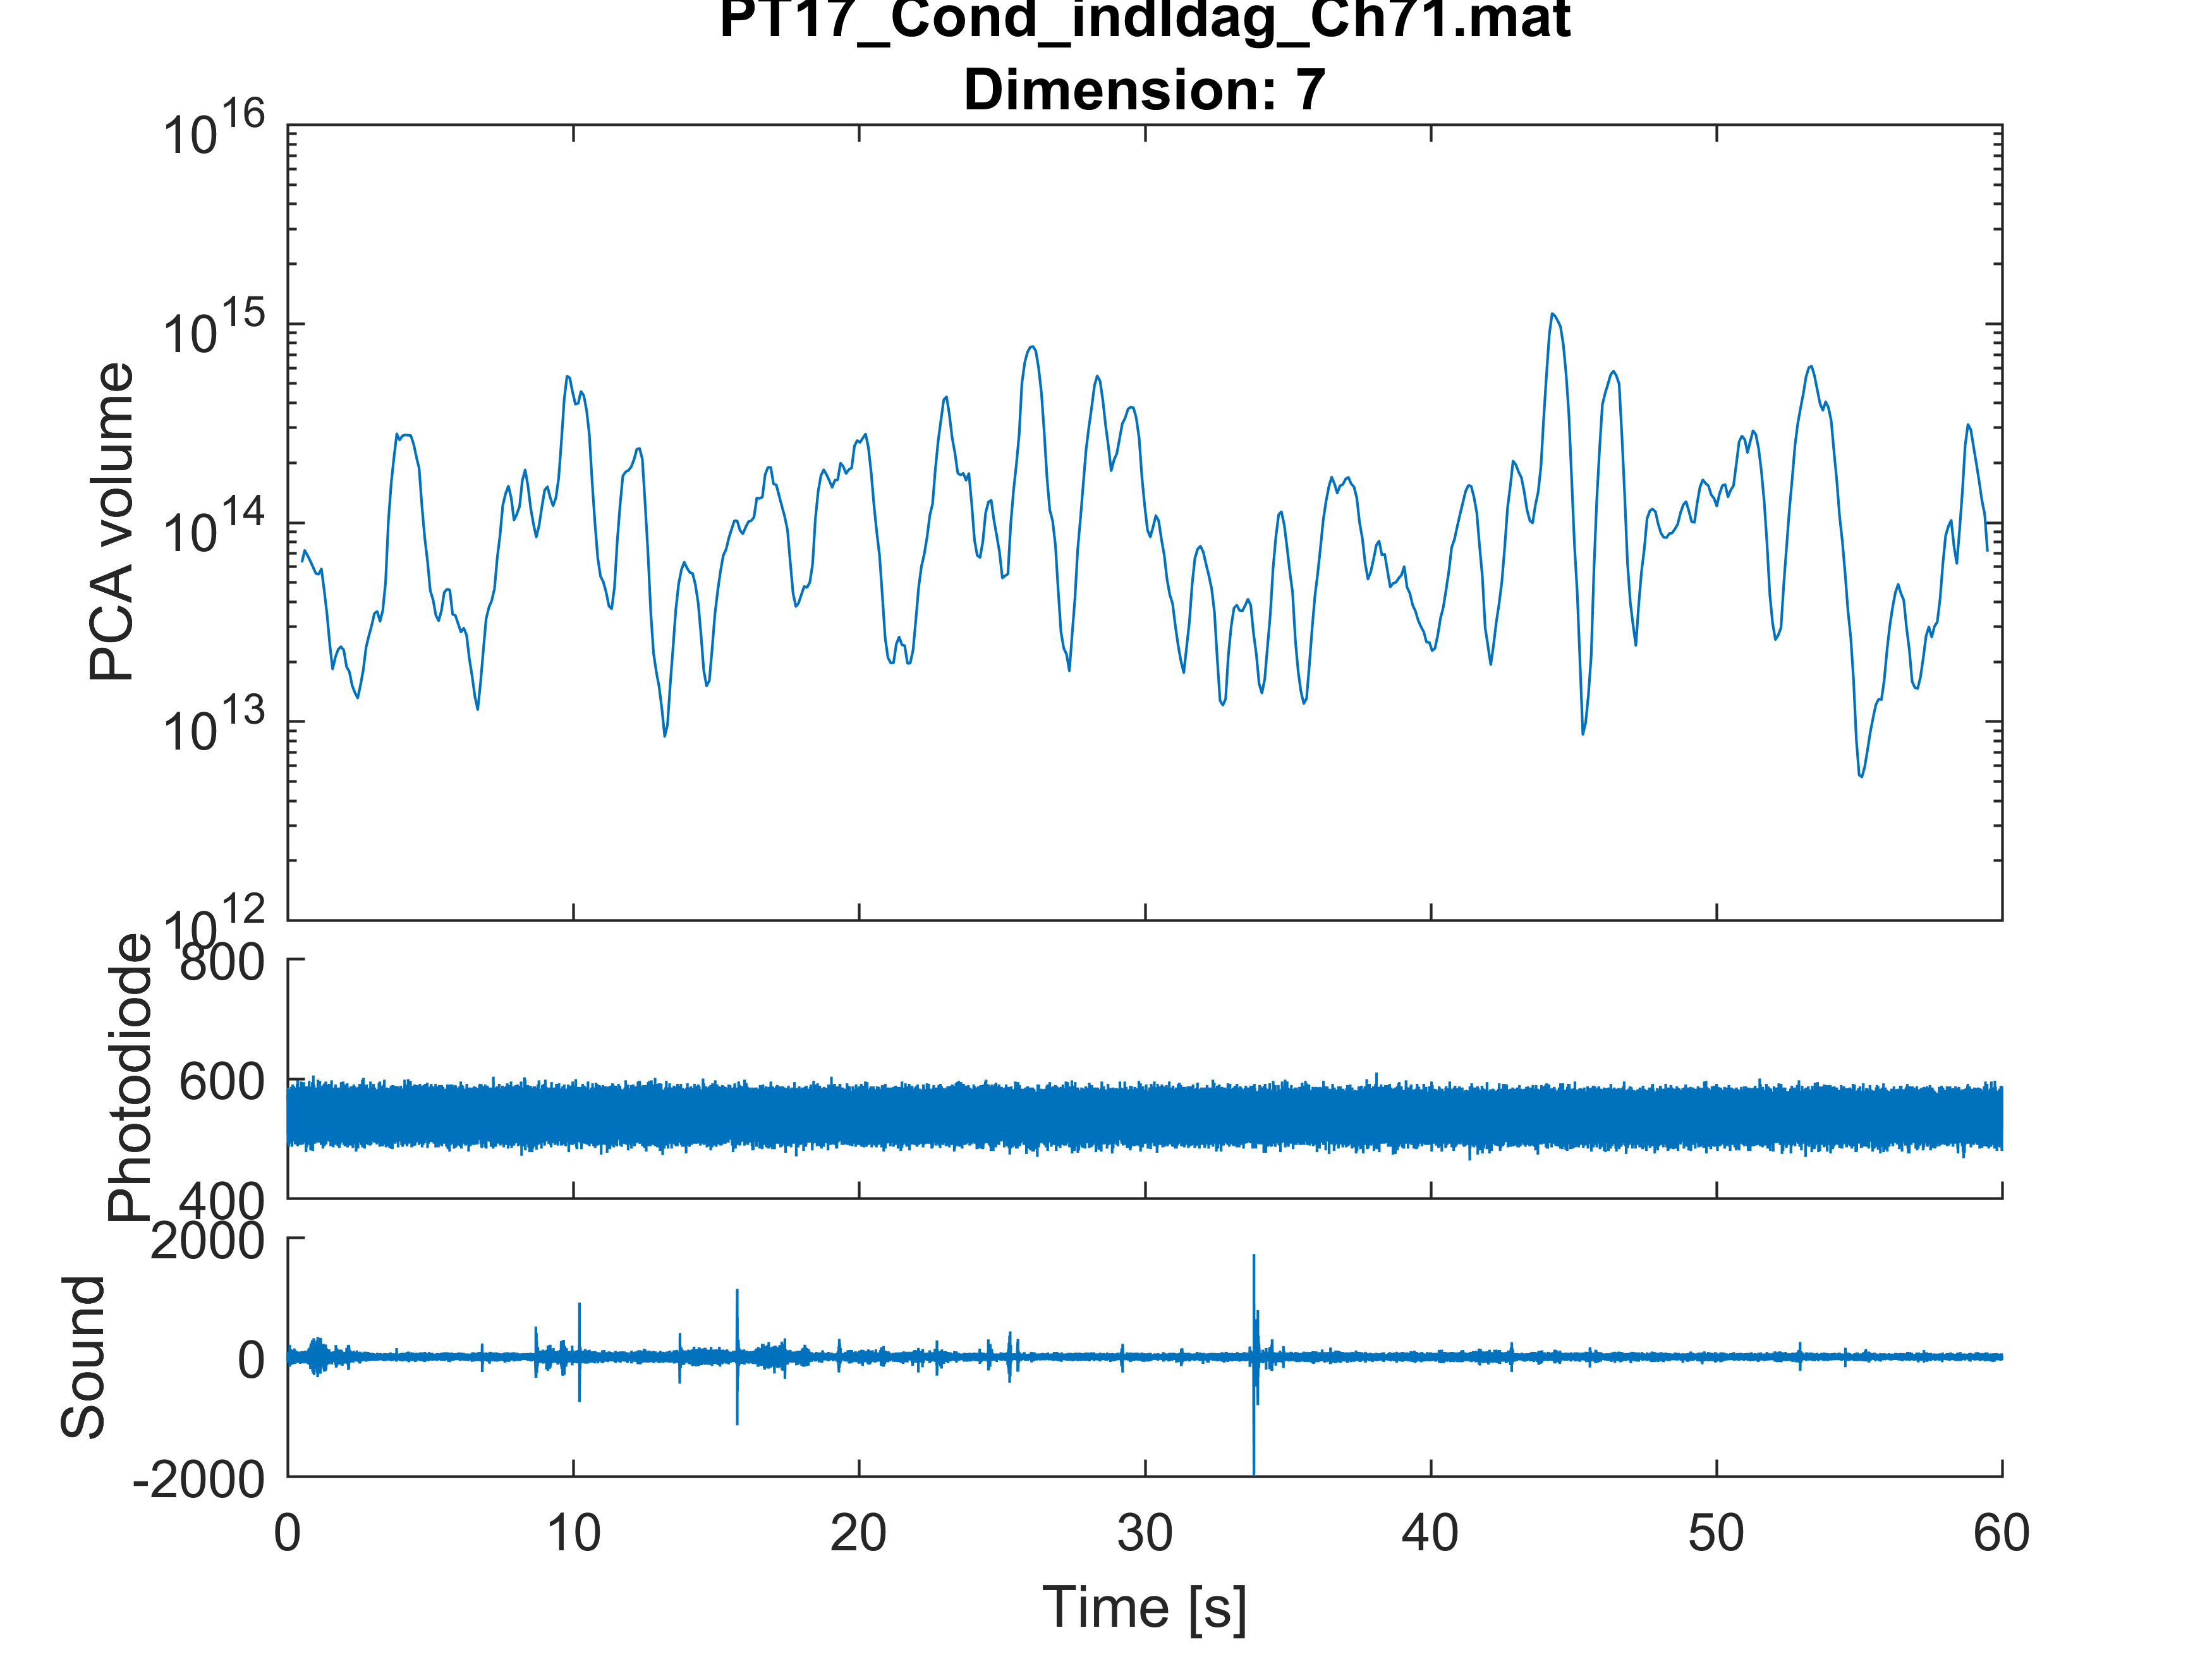 PT17_Cond_indldag_Ch71.mat
Dimension: 7
PCA volume
10^16
10^15
10^14
10^13
10^12
Photodiode
800
600
400
Sound
2000
0
-2000
0 10 20 30 40 50 60
Time [s]